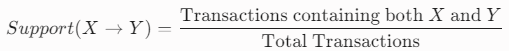 Support(X → Y) = Transactions containing both X and Y / Total Transactions